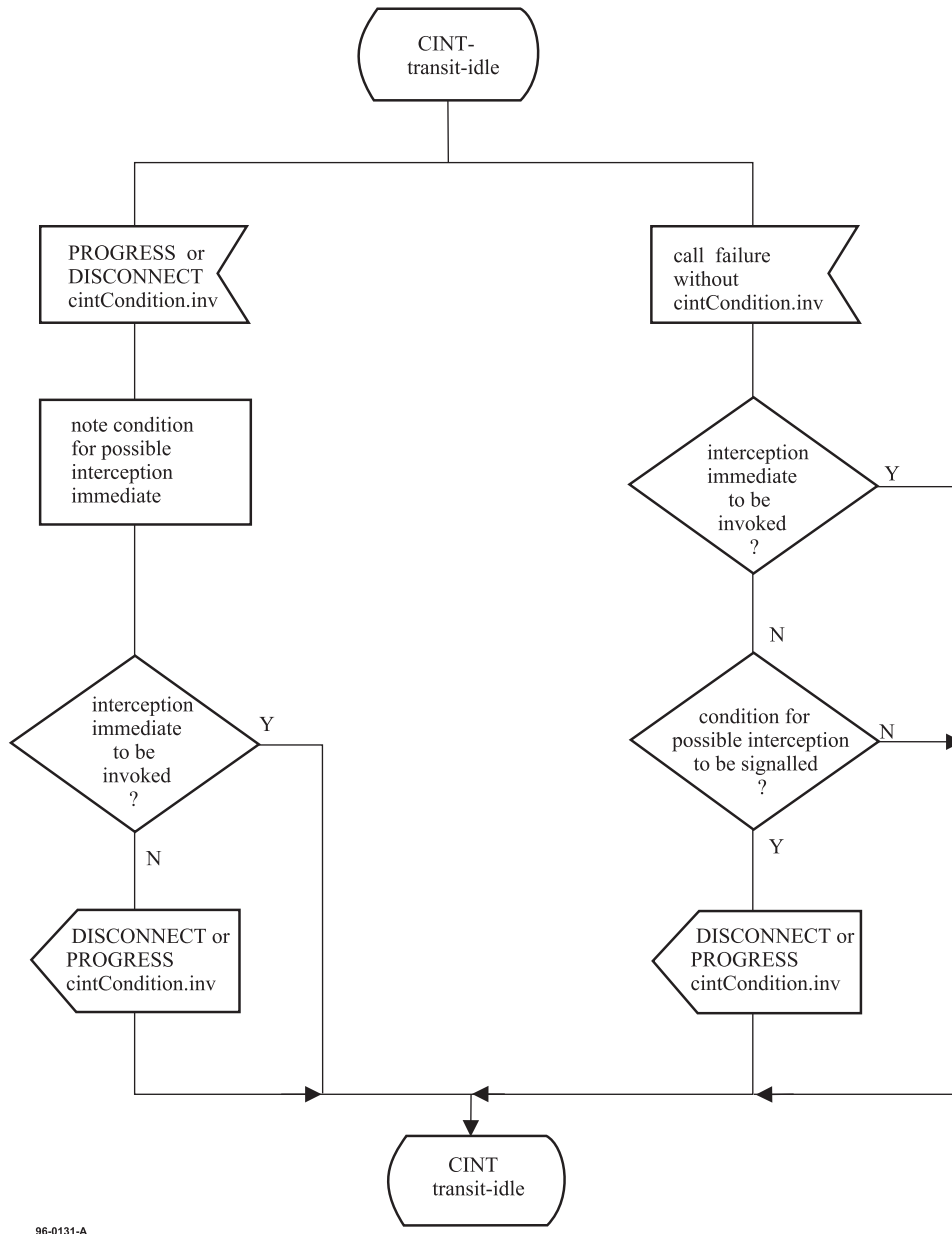 CINT-
transit-idle
PROGRESS or
DISCONNECT
cintCondition.inv
call failure
without
cintCondition.inv
note condition
for possible
interception
immediate
interception
immediate
to be
invoked
?
Y
N
interception
immediate
to be
invoked
?
Y
N
condition for
possible interception
to be signalled
?
N
Y
DISCONNECT or
PROGRESS
cintCondition.inv
DISCONNECT or
PROGRESS
cintCondition.inv
CINT
transit-idle
96-0131-A